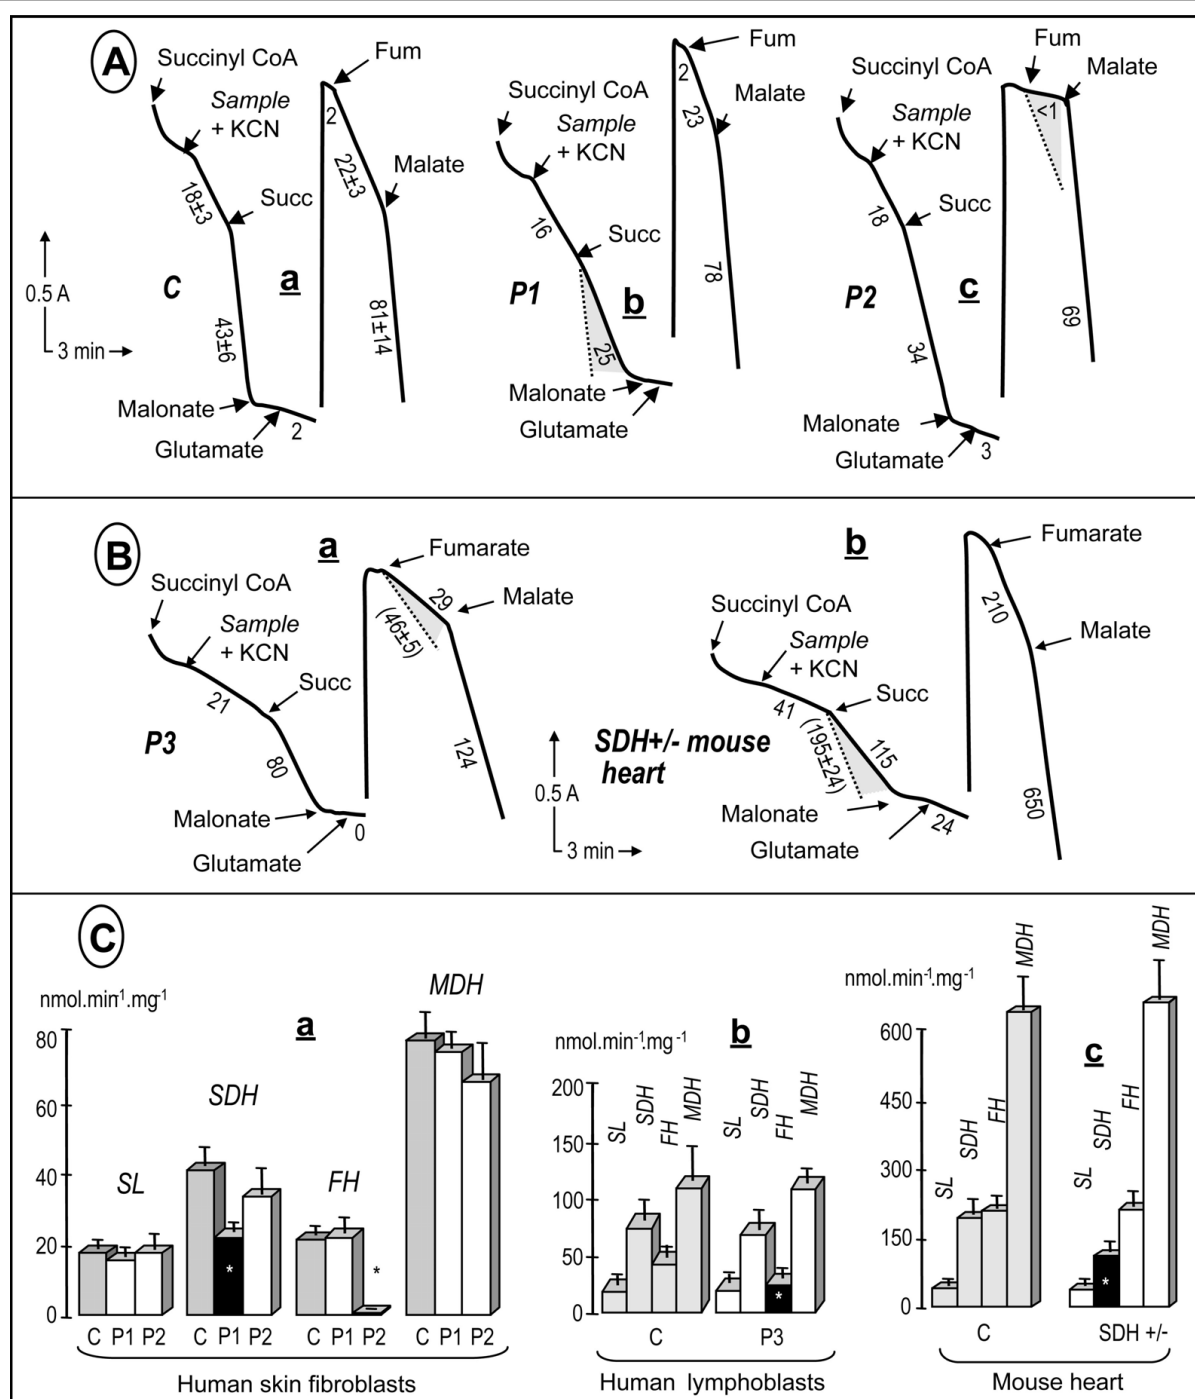 A
Succinyl CoA
Sample
+ KCN
18±3
Succ
C
a
43±6
Malonate
Glutamate
2
Fum
2
22±3
Malate
81±14
0.5 A
3 min
Succinyl CoA
Sample
+ KCN
16
Succ
P1
b
25
Malonate
Glutamate
Fum
2
23
Malate
78
Succinyl CoA
Sample
+ KCN
18
Succ
P2
c
34
Malonate
Glutamate
3
Fum
Malate
<1
69
B
a
Succinyl CoA
Sample
+ KCN
21
Succ
P3
80
Malonate
Glutamate
0
Fumarate
29
(46±5)
Malate
124
b
Succinyl CoA
Sample
+ KCN
41
Succ
(195±24)
115
SDH+/- mouse
heart
0.5 A
3 min
Malonate
Glutamate
24
Fumarate
210
Malate
650
C
nmol.min-1.mg-1
a
80
60
40
20
0
SL
SDH
FH
MDH
*
*
C P1 P2
C P1 P2
C P1 P2
C P1 P2
Human skin fibroblasts
nmol.min-1.mg-1
b
200
150
100
50
0
SL
SDH
FH
MDH
SL
SDH
FH
MDH
*
C
P3
Human lymphoblasts
nmol.min-1.mg-1
c
600
450
300
150
0
SL
SDH
FH
MDH
SL
SDH
FH
MDH
*
C
SDH +/-
Mouse heart